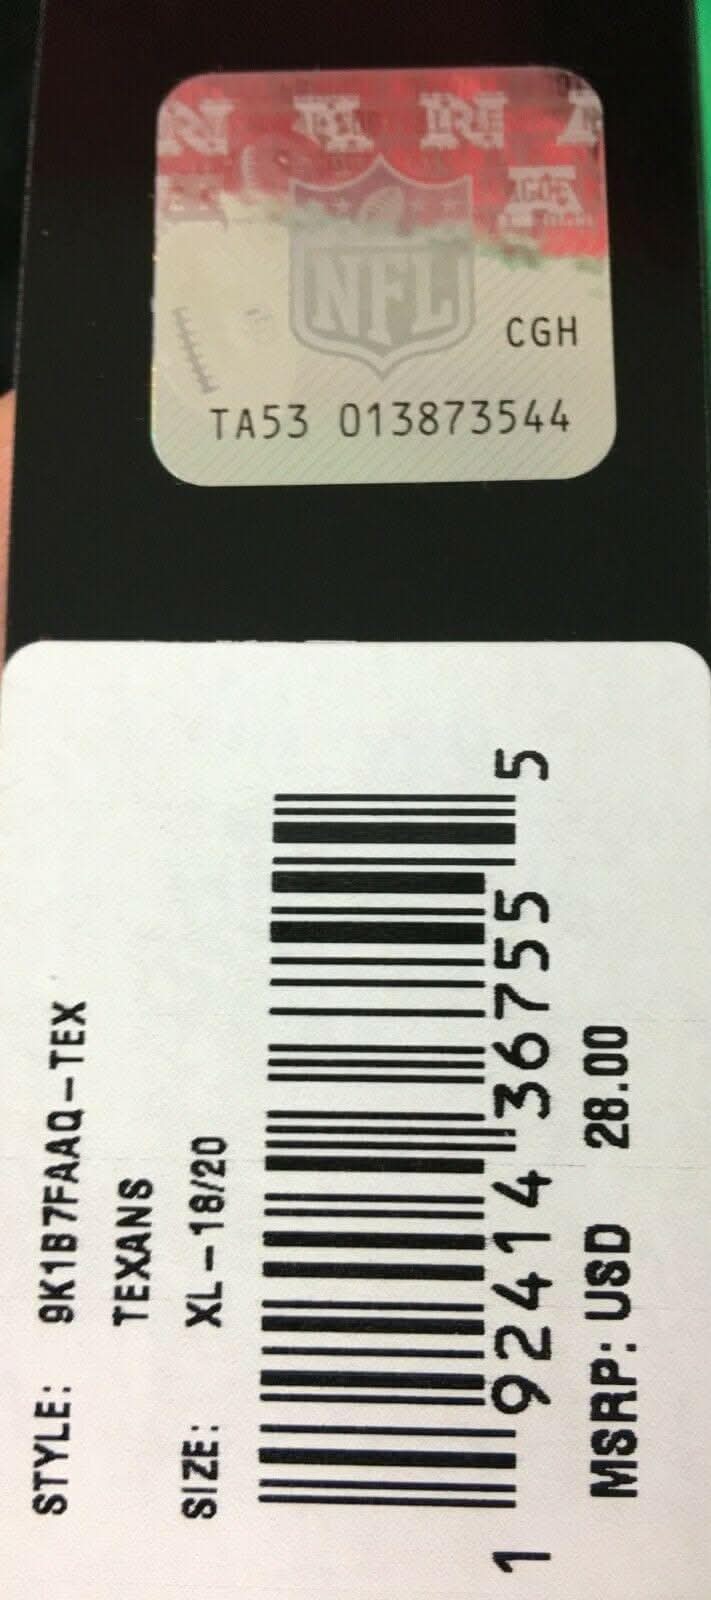 NFL
CGH
TA53 013873544
STYLE: 9K1B7FAAQ-TEX
TEXANS
SIZE: XL-18/20
1 92414 36755 5
MSRP: USD 28.00